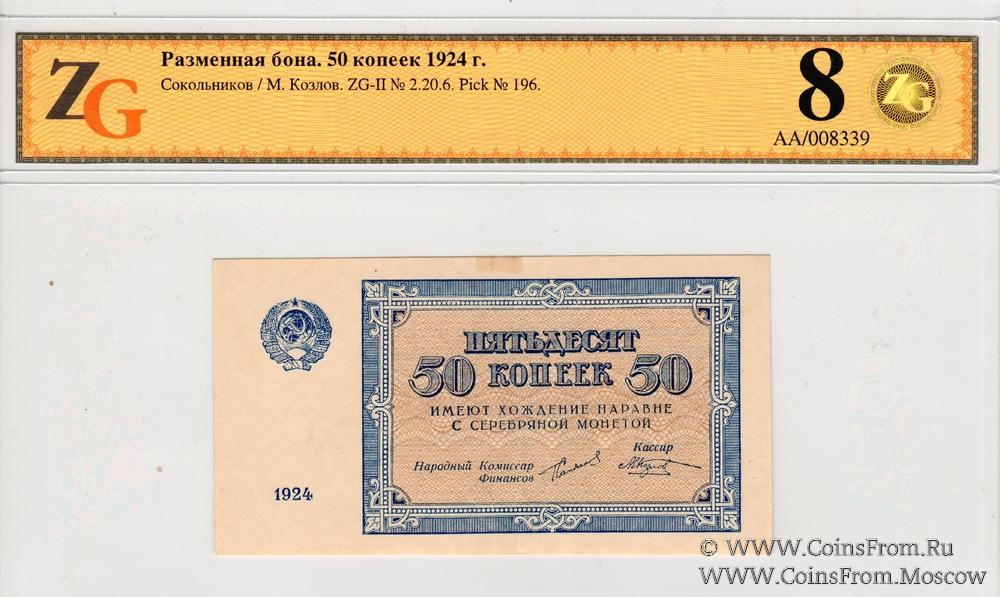 ZG
Разменная бона. 50 копеек 1924 г.
Сокольников / М. Козлов. ZG-II № 2.20.6. Pick № 196.
8
ZG
AA/008339
ПЯТЬДЕСЯТ
50 КОПЕЕК 50
ИМЕЮТ ХОЖДЕНИЕ НАРАВНЕ
С СЕРЕБРЯНОЙ МОНЕТОЙ
Кассир
Народный Комиссар
Финансов
1924
© WWW.CoinsFrom.Ru
WWW.CoinsFrom.Moscow